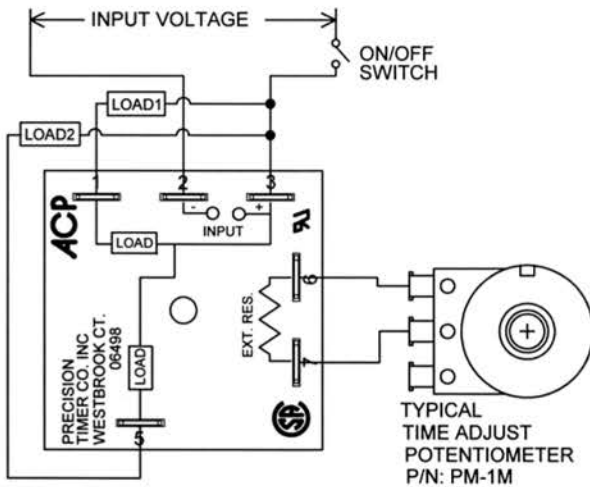 INPUT VOLTAGE
ON/OFF
SWITCH
LOAD1
LOAD2
1
2
3
ACP
-
+
INPUT
LOAD
6
EXT. RES.
LOAD
PRECISION
TIMER CO. INC
WESTBROOK CT.
06498
7
5
TYPICAL
TIME ADJUST
POTENTIOMETER
P/N: PM-1M